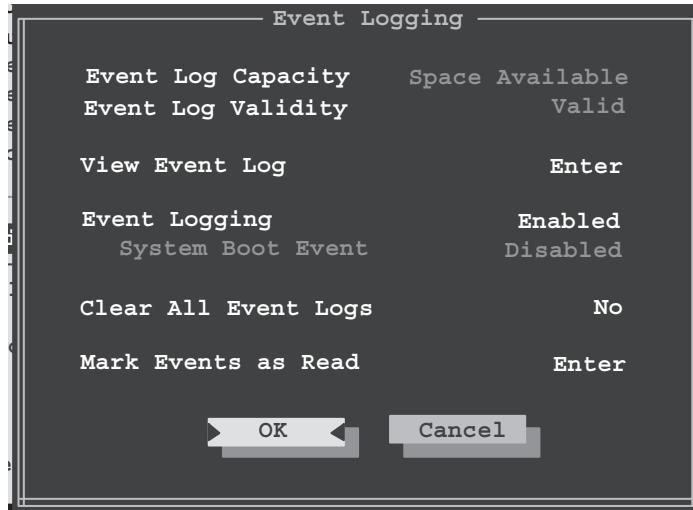 Event Logging
Event Log Capacity Space Available
Event Log Validity Valid
View Event Log Enter
Event Logging Enabled
System Boot Event Disabled
Clear All Event Logs No
Mark Events as Read Enter
OK Cancel